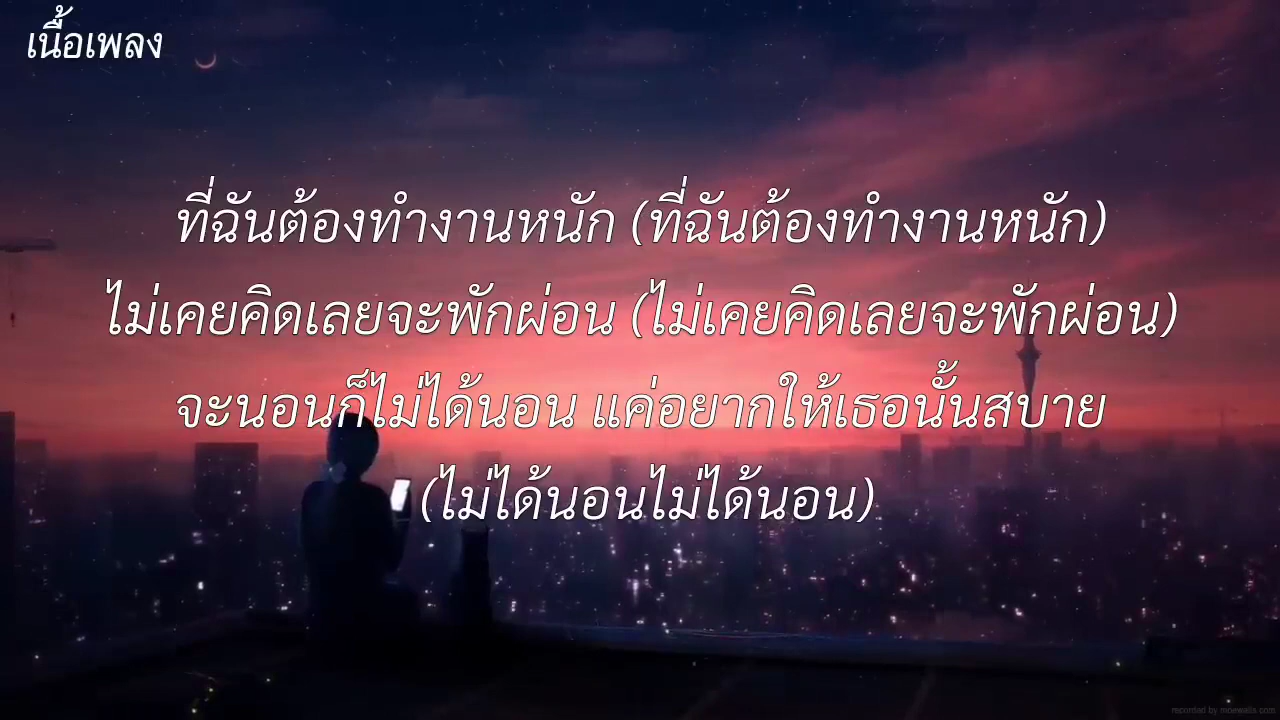 เนื้อเพลง
ที่ฉันต้องทำงานหนัก (ที่ฉันต้องทำงานหนัก)
ไม่เคยคิดเลยจะพักผ่อน (ไม่เคยคิดเลยจะพักผ่อน)
จะนอนก็ไม่ได้นอน แค่อยากให้เธอนั้นสบาย
(ไม่ได้นอนไม่ได้นอน)
recorded by moewalls.com